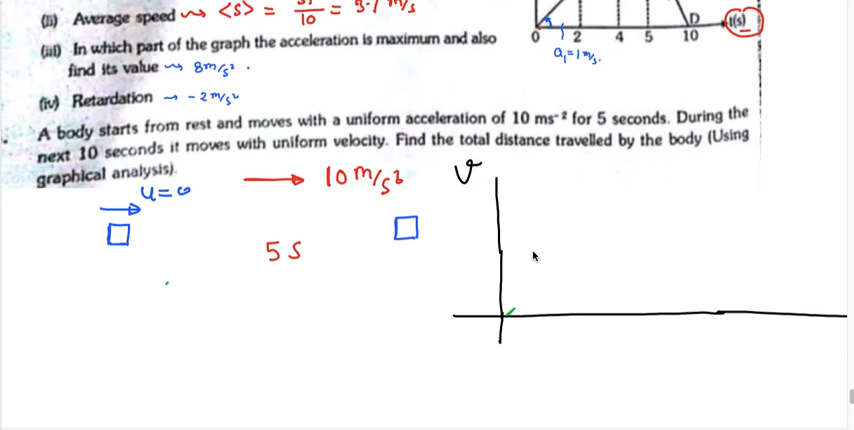 (ii) Average speed ⇝ <s> = 31/10 = 3.1 m/s
(iii) In which part of the graph the acceleration is maximum and also
find its value ⇝ 8m/s² .
(iv) Retardation → -2m/s²
D
t(s)
0 2 4 5 10
a₁=1m/s.
A body starts from rest and moves with a uniform acceleration of 10 ms⁻² for 5 seconds. During the
next 10 seconds it moves with uniform velocity. Find the total distance travelled by the body (Using
graphical analysis).
u=0
10 m/s²
v
5 s